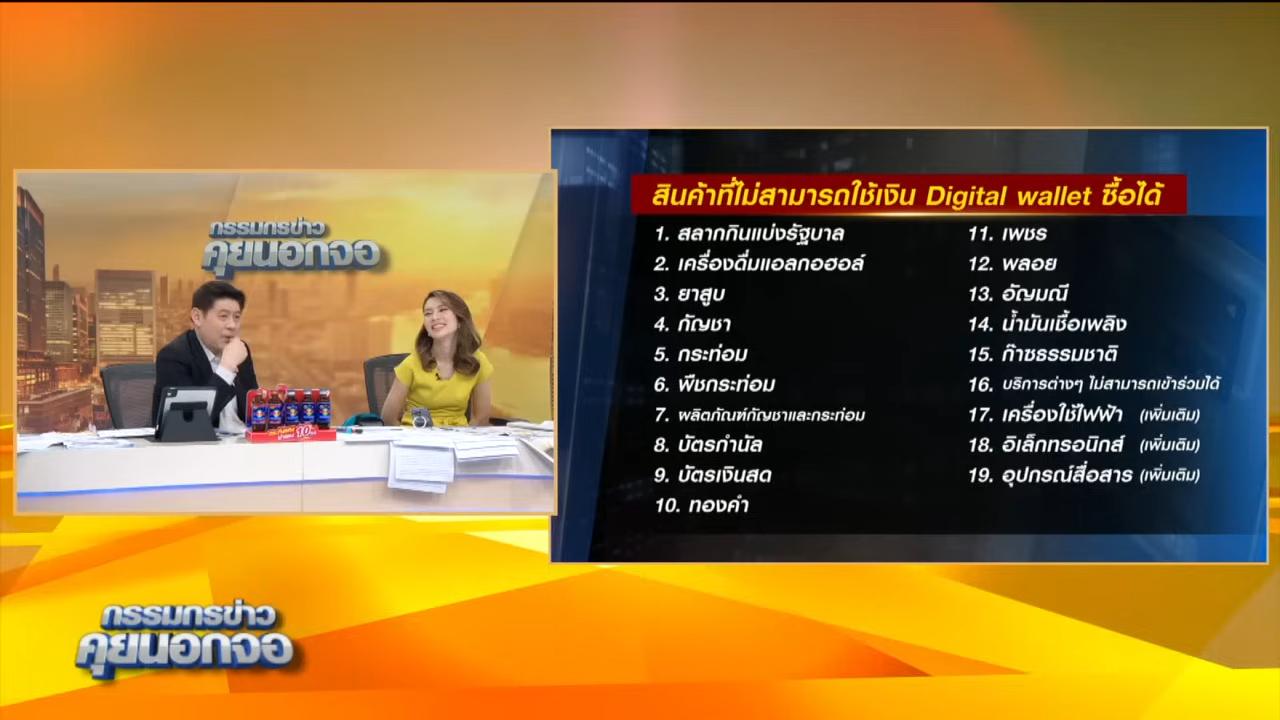 กรรมกรข่าว
คุยนอกจอ
สินค้าที่ไม่สามารถใช้เงิน Digital wallet ซื้อได้
1. สลากกินแบ่งรัฐบาล
2. เครื่องดื่มแอลกอฮอล์
3. ยาสูบ
4. กัญชา
5. กระท่อม
6. พืชกระท่อม
7. ผลิตภัณฑ์กัญชาและกระท่อม
8. บัตรกำนัล
9. บัตรเงินสด
10. ทองคำ
11. เพชร
12. พลอย
13. อัญมณี
14. น้ำมันเชื้อเพลิง
15. ก๊าซธรรมชาติ
16. บริการต่างๆ ไม่สามารถเข้าร่วมได้
17. เครื่องใช้ไฟฟ้า (เพิ่มเติม)
18. อิเล็กทรอนิกส์ (เพิ่มเติม)
19. อุปกรณ์สื่อสาร (เพิ่มเติม)
กรรมกรข่าว
คุยนอกจอ